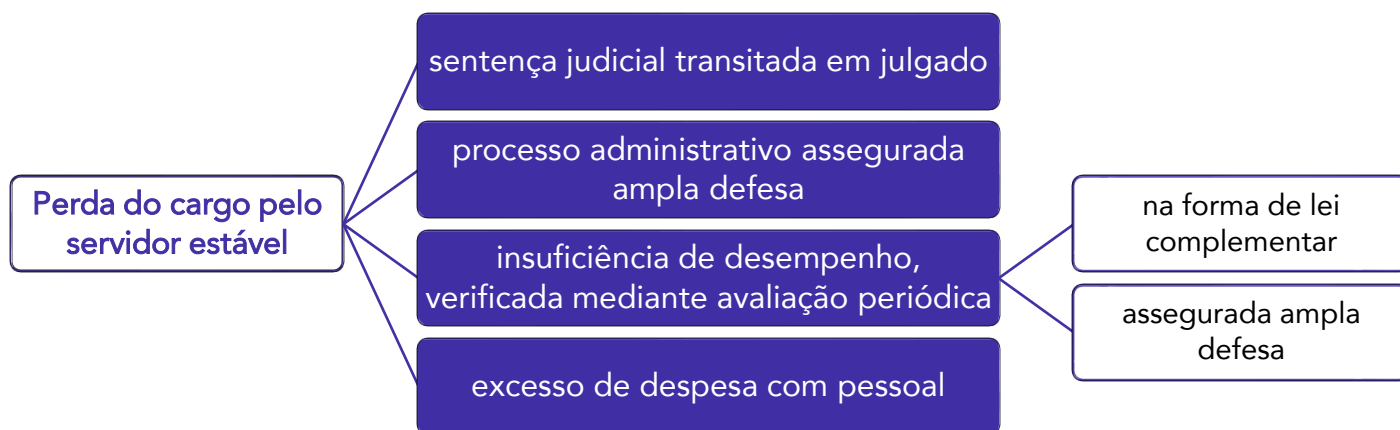 Perda do cargo pelo
servidor estável
sentença judicial transitada em julgado
processo administrativo assegurada
ampla defesa
insuficiência de desempenho,
verificada mediante avaliação periódica
excesso de despesa com pessoal
na forma de lei
complementar
assegurada ampla
defesa